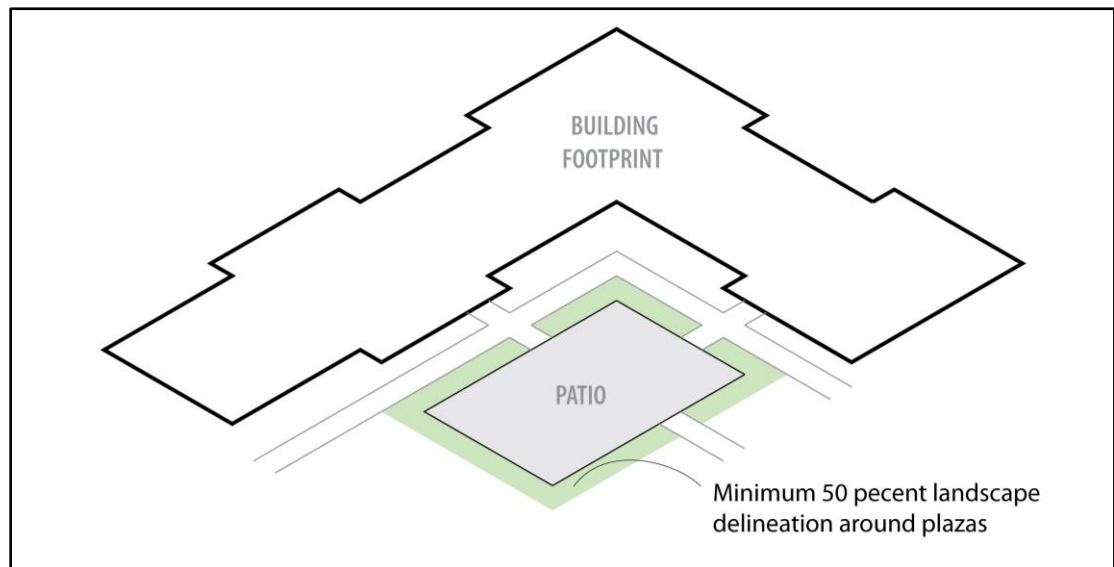 BUILDING
FOOTPRINT
PATIO
Minimum 50 pecent landscape
delineation around plazas